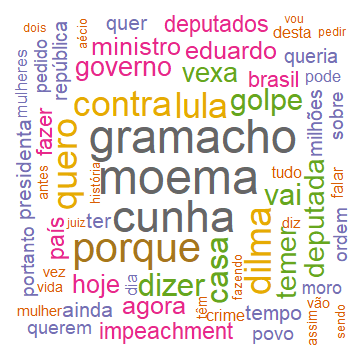 dois
aécio
quer
deputados
vou
desta
pedir
mulheres
pedido
república
ministro
eduardo
queria
governo
vexa
brasil
pode
fazer
contra
lula
golpe
milhões
sobre
presidenta
antes
quero
gramacho
história
moema
tudo
vai
deputada
falar
portanto
país
juiz
ter
cunha
diz
ordem
porque
casa
dilma
temer
vez
hoje
dia
dizer
fazendo
moro
vida
mulher
ainda
agora
têm
crime
tempo
vão
assim
sendo
querem
impeachment
povo